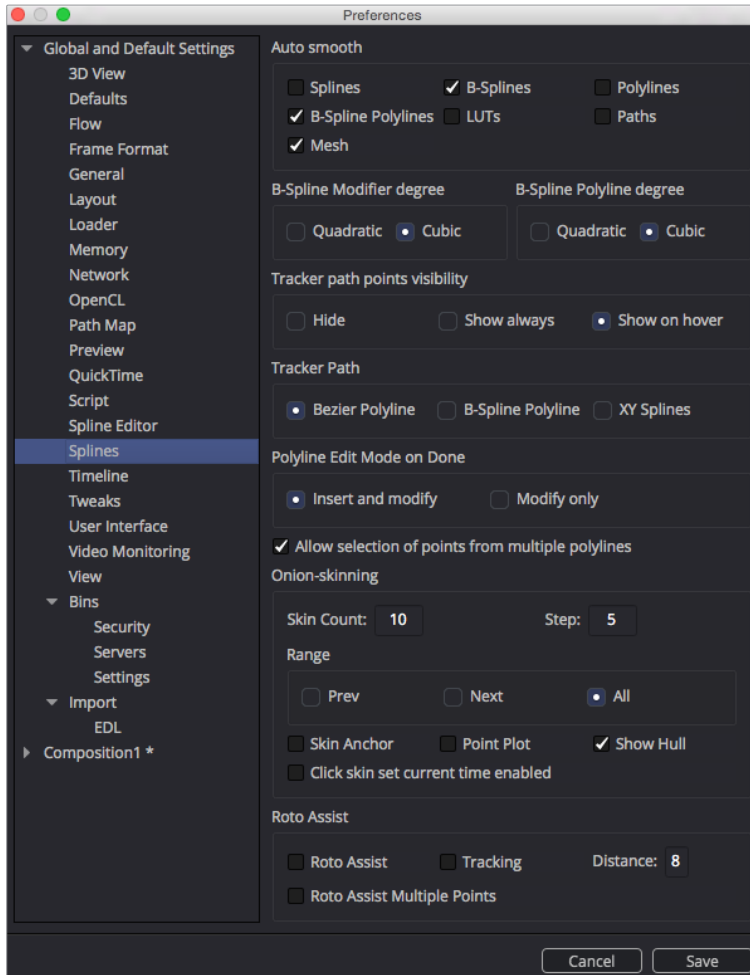 Preferences
Global and Default Settings
3D View
Defaults
Flow
Frame Format
General
Layout
Loader
Memory
Network
OpenCL
Path Map
Preview
QuickTime
Script
Spline Editor
Splines
Timeline
Tweaks
User Interface
Video Monitoring
View
Bins
Security
Servers
Settings
Import
EDL
Composition1 *
Auto smooth
Splines B-Splines Polylines
B-Spline Polylines LUTs Paths
Mesh
B-Spline Modifier degree B-Spline Polyline degree
Quadratic Cubic Quadratic Cubic
Tracker path points visibility
Hide Show always Show on hover
Tracker Path
Bezier Polyline B-Spline Polyline XY Splines
Polyline Edit Mode on Done
Insert and modify Modify only
Allow selection of points from multiple polylines
Onion-skinning
Skin Count: 10 Step: 5
Range
Prev Next All
Skin Anchor Point Plot Show Hull
Click skin set current time enabled
Roto Assist
Roto Assist Tracking Distance: 8
Roto Assist Multiple Points
Cancel Save